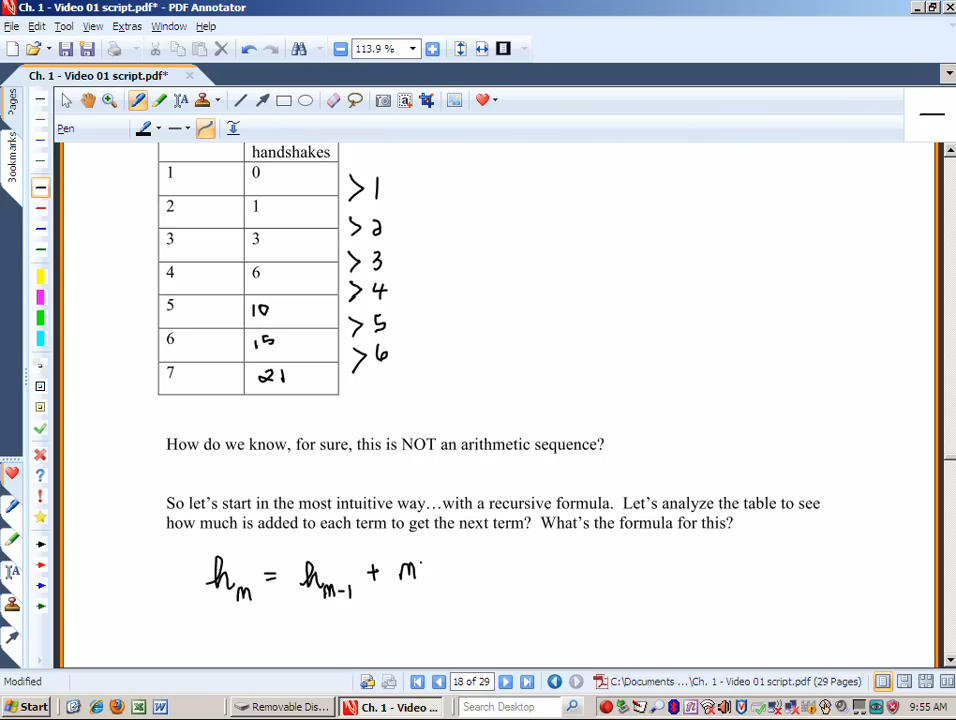 Ch. 1 - Video 01 script.pdf* - PDF Annotator
File Edit Tool View Extras Window Help
113.9 %
Ch. 1 - Video 01 script.pdf*
Pen
Pages
Bookmarks
handshakes
1 0
> 1
2 1
> 2
3 3
> 3
4 6
> 4
5 10
> 5
6 15
> 6
7 21
How do we know, for sure, this is NOT an arithmetic sequence?
So let's start in the most intuitive way…with a recursive formula. Let's analyze the table to see
how much is added to each term to get the next term? What's the formula for this?
hn = hn-1 + n
Modified
18 of 29
C:\Documents ...\Ch. 1 - Video 01 script.pdf (29 Pages)
Start
Removable Dis...
Ch. 1 - Video ...
Search Desktop
9:55 AM